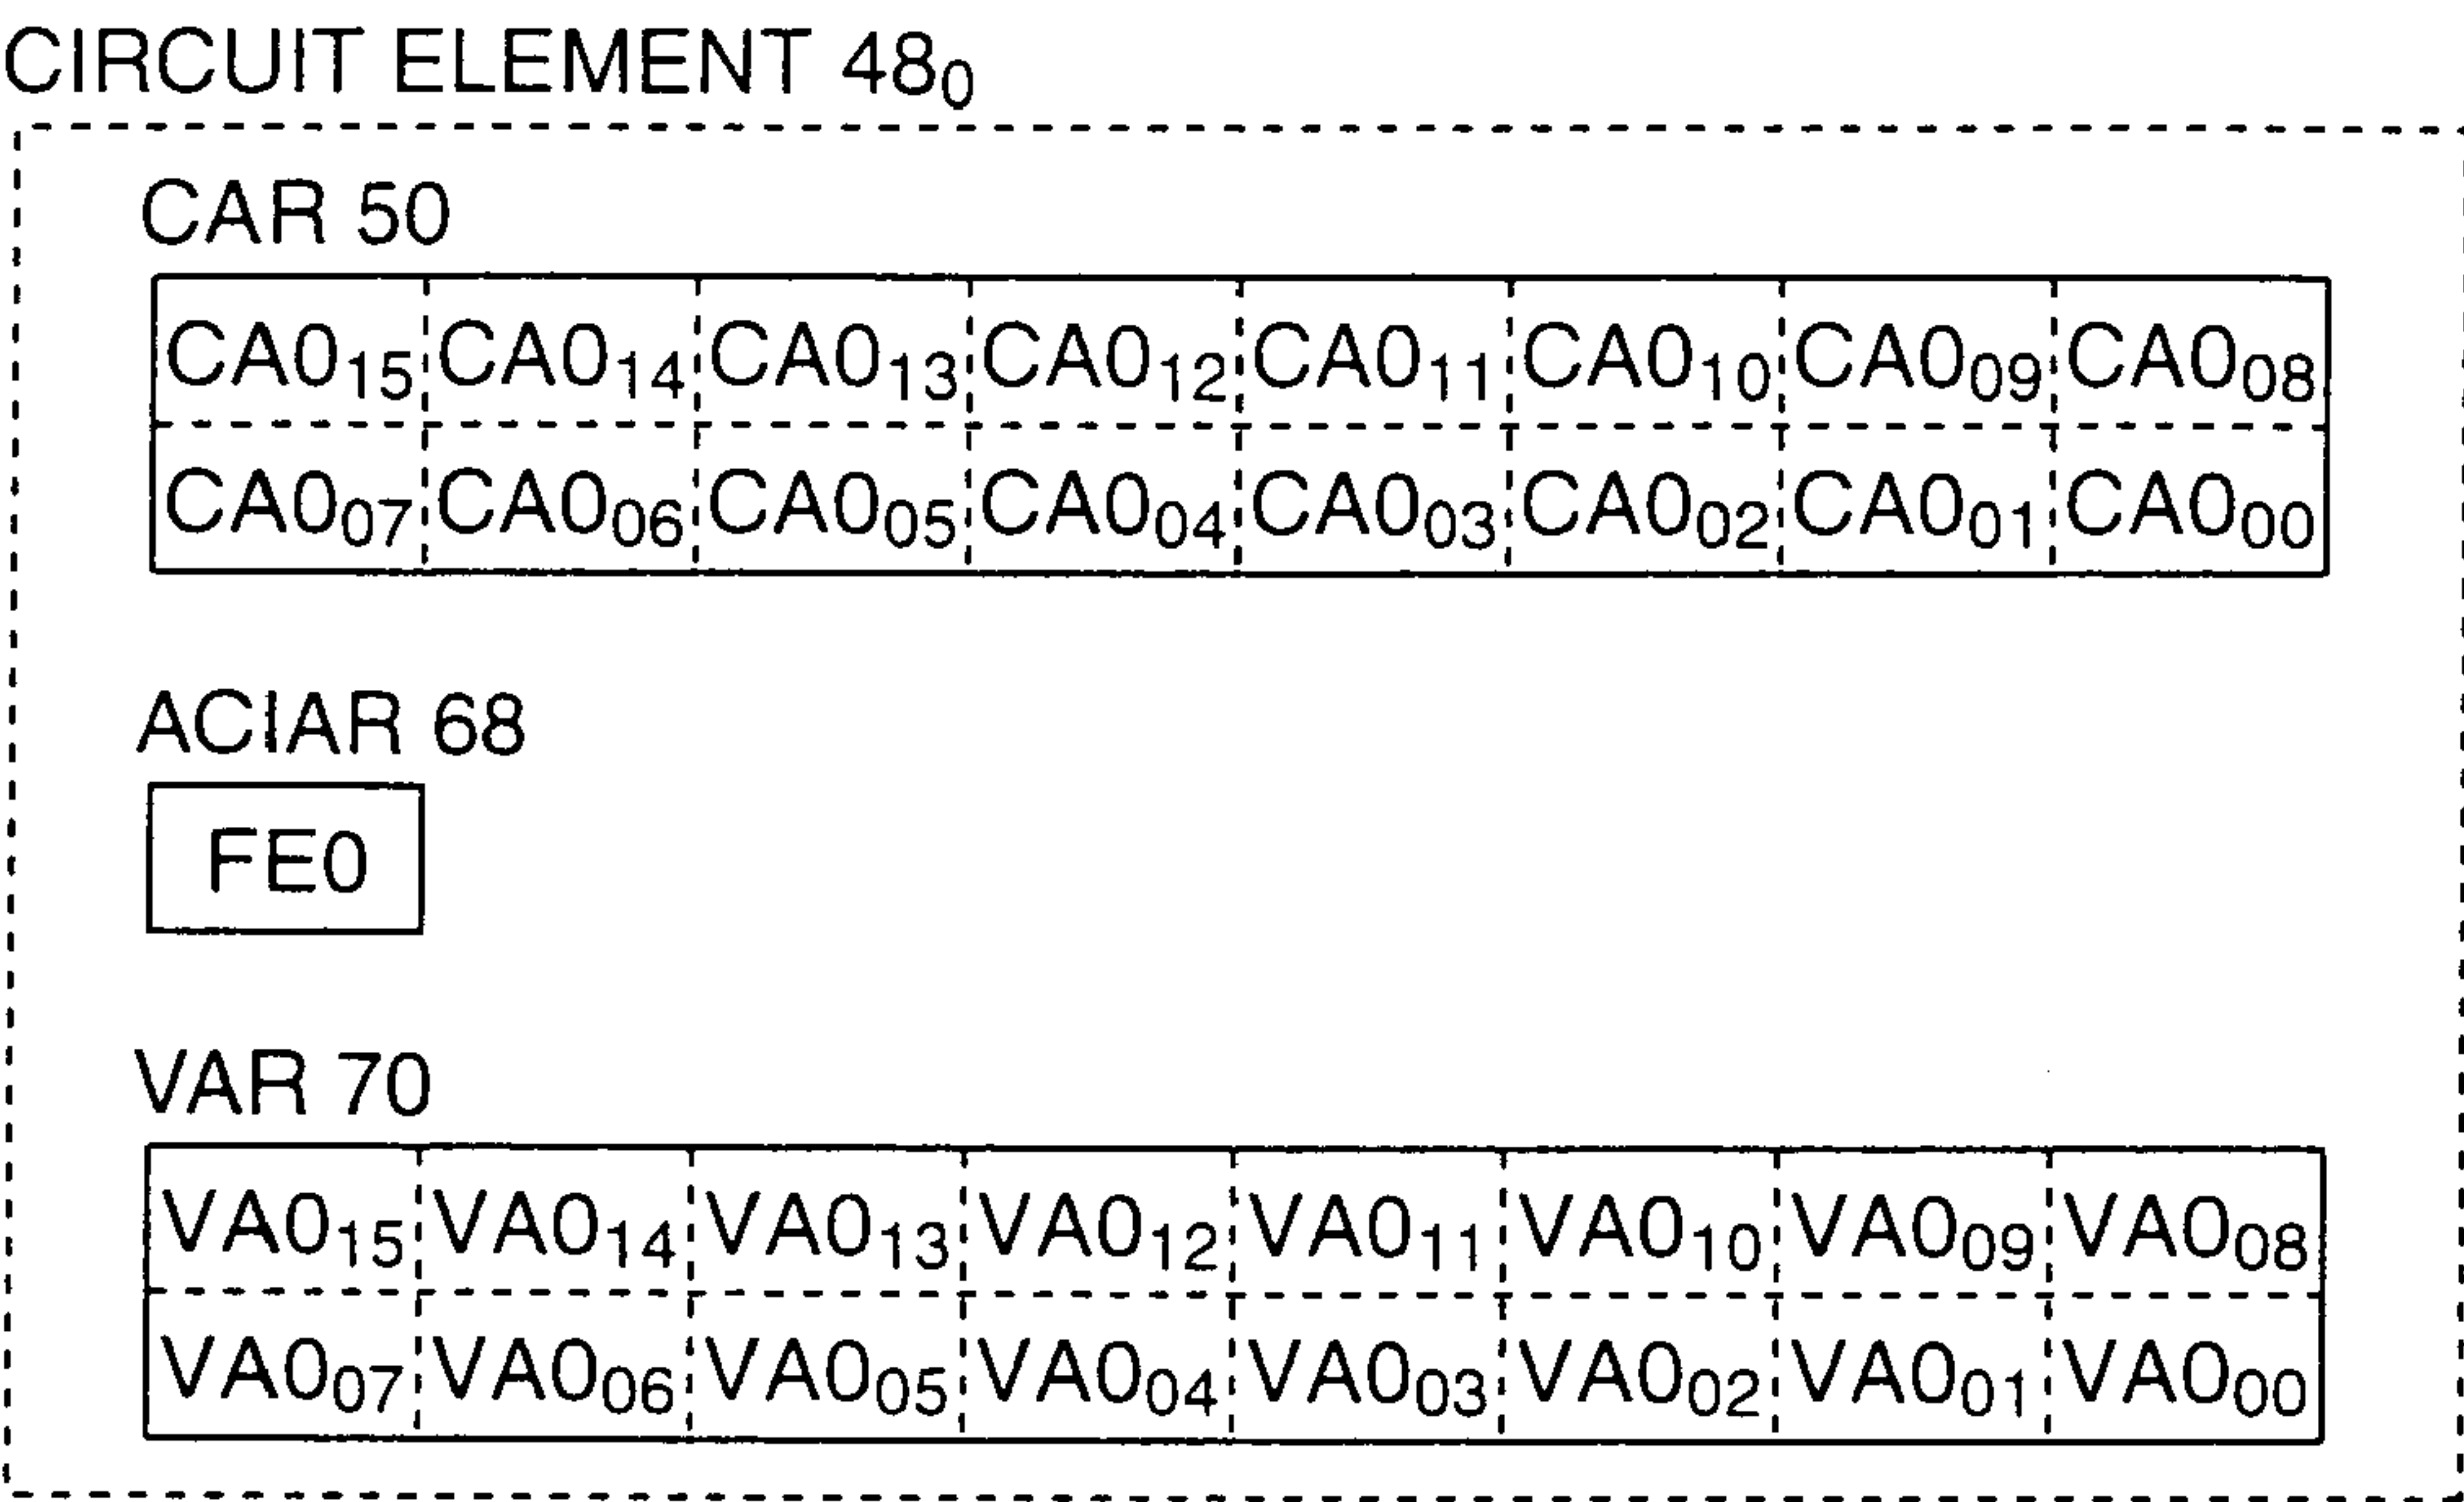 CIRCUIT ELEMENT 48₀
CAR 50
CA0₁₅ CA0₁₄ CA0₁₃ CA0₁₂ CA0₁₁ CA0₁₀ CA0₀₉ CA0₀₈
CA0₀₇ CA0₀₆ CA0₀₅ CA0₀₄ CA0₀₃ CA0₀₂ CA0₀₁ CA0₀₀
ACIAR 68
FE0
VAR 70
VA0₁₅ VA0₁₄ VA0₁₃ VA0₁₂ VA0₁₁ VA0₁₀ VA0₀₉ VA0₀₈
VA0₀₇ VA0₀₆ VA0₀₅ VA0₀₄ VA0₀₃ VA0₀₂ VA0₀₁ VA0₀₀